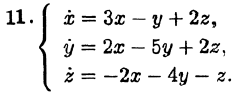 11. { ẋ = 3x − y + 2z,
ẏ = 2x − 5y + 2z,
ż = −2x − 4y − z.